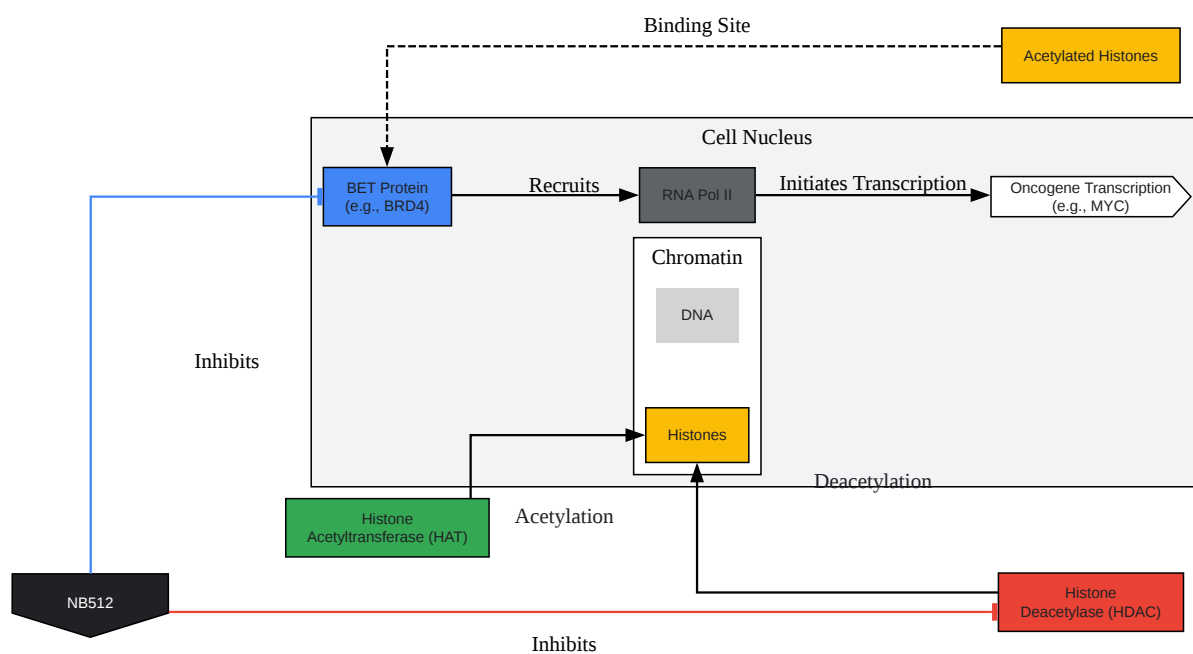 Binding Site
Acetylated Histones
Cell Nucleus
BET Protein
(e.g., BRD4)
Recruits
RNA Pol II
Initiates Transcription
Oncogene Transcription
(e.g., MYC)
Chromatin
DNA
Inhibits
Histones
Deacetylation
Histone
Acetyltransferase (HAT)
Acetylation
NB512
Histone
Deacetylase (HDAC)
Inhibits